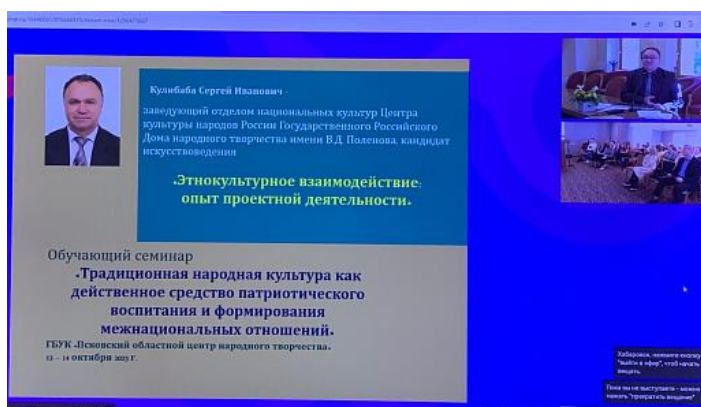 Кулибаба Сергей Иванович -
заведующий отделом национальных культур Центра
культуры народов России Государственного Российского
Дома народного творчества имени В.Д. Поленова, кандидат
искусствоведения
«Этнокультурное взаимодействие:
опыт проектной деятельности»
Обучающий семинар
«Традиционная народная культура как
действенное средство патриотического
воспитания и формирования
межнациональных отношений»
ГБУК «Псковский областной центр народного творчества»
октября
Хабаровск, нажмите кнопку
"выйти в эфир", чтоб начать
вещать
Пока вы не выступаете - можно
нажать "прекратить вещание"